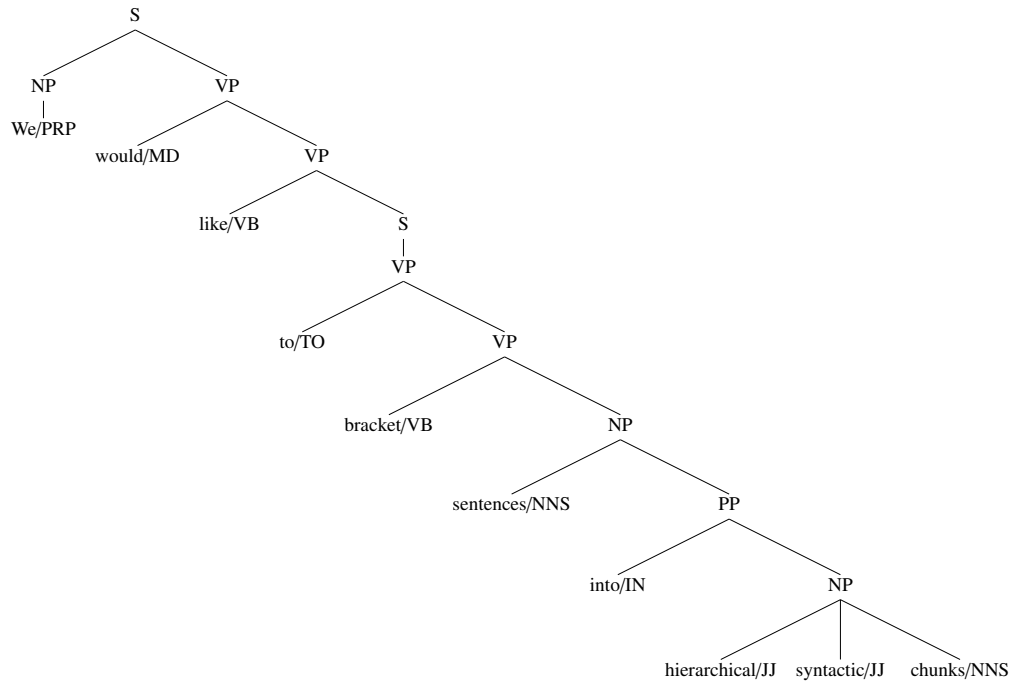 S
NP VP
We/PRP
would/MD VP
like/VB S
VP
to/TO VP
bracket/VB NP
sentences/NNS PP
into/IN NP
hierarchical/JJ syntactic/JJ chunks/NNS